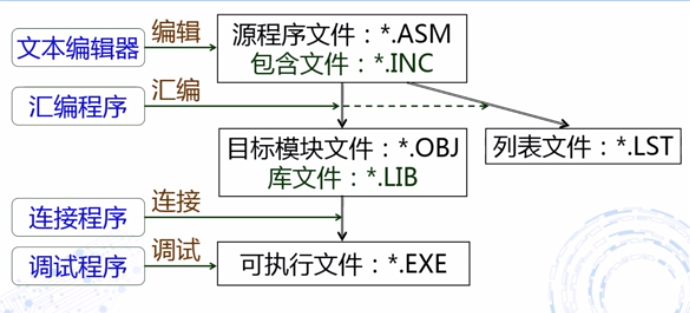 文本编辑器
编辑
源程序文件：*.ASM
包含文件：*.INC
汇编程序
汇编
目标模块文件：*.OBJ
库文件：*.LIB
列表文件：*.LST
连接程序
连接
调试程序
调试
可执行文件：*.EXE